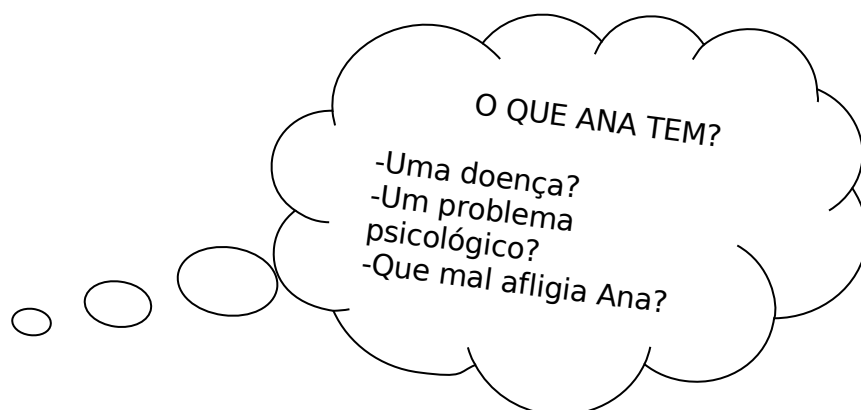 O QUE ANA TEM?
-Uma doença?
-Um problema
psicológico?
-Que mal afligia Ana?